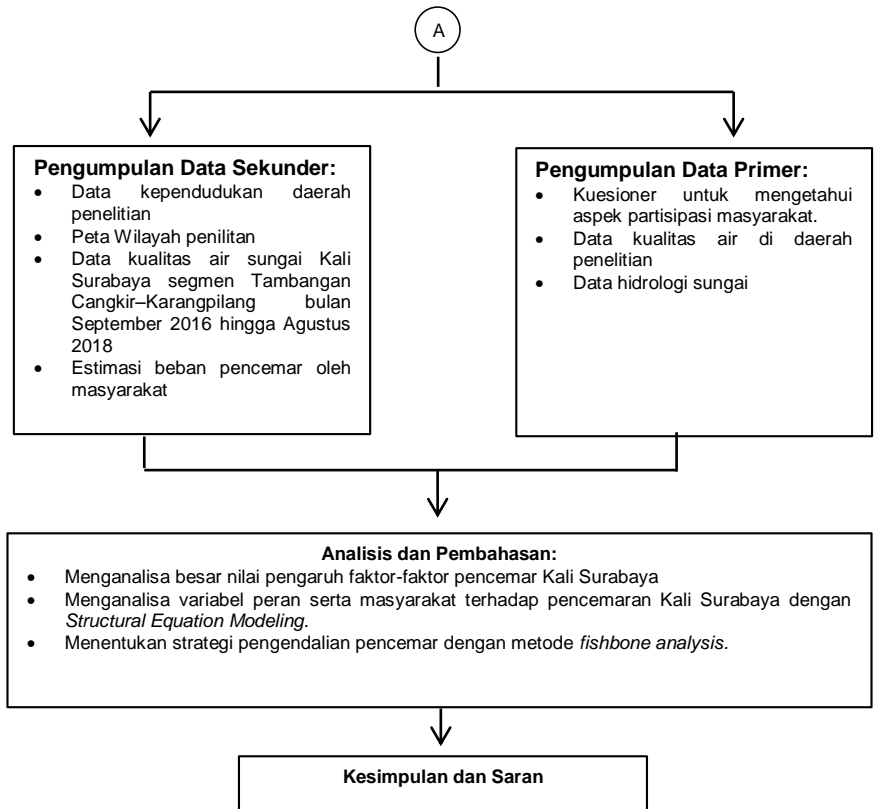 A
Pengumpulan Data Sekunder:
• Data kependudukan daerah
penelitian
• Peta Wilayah penilitan
• Data kualitas air sungai Kali
Surabaya segmen Tambangan
Cangkir–Karangpilang bulan
September 2016 hingga Agustus
2018
• Estimasi beban pencemar oleh
masyarakat
Pengumpulan Data Primer:
• Kuesioner untuk mengetahui
aspek partisipasi masyarakat.
• Data kualitas air di daerah
penelitian
• Data hidrologi sungai
Analisis dan Pembahasan:
• Menganalisa besar nilai pengaruh faktor-faktor pencemar Kali Surabaya
• Menganalisa variabel peran serta masyarakat terhadap pencemaran Kali Surabaya dengan
Structural Equation Modeling.
• Menentukan strategi pengendalian pencemar dengan metode fishbone analysis.
Kesimpulan dan Saran